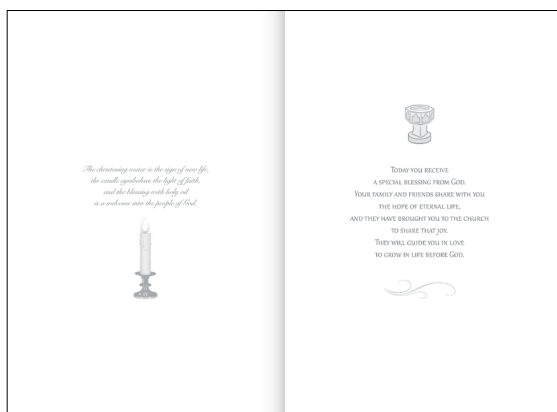 The christening water is the sign of new life,
the candle symbolises the light of faith,
and the blessing with holy oil
is a welcome into the people of God.
Today you receive
a special blessing from God.
Your family and friends share with you
the hope of eternal life,
and they have brought you to the church
to share that joy.
They will guide you in love
to grow in life before God.